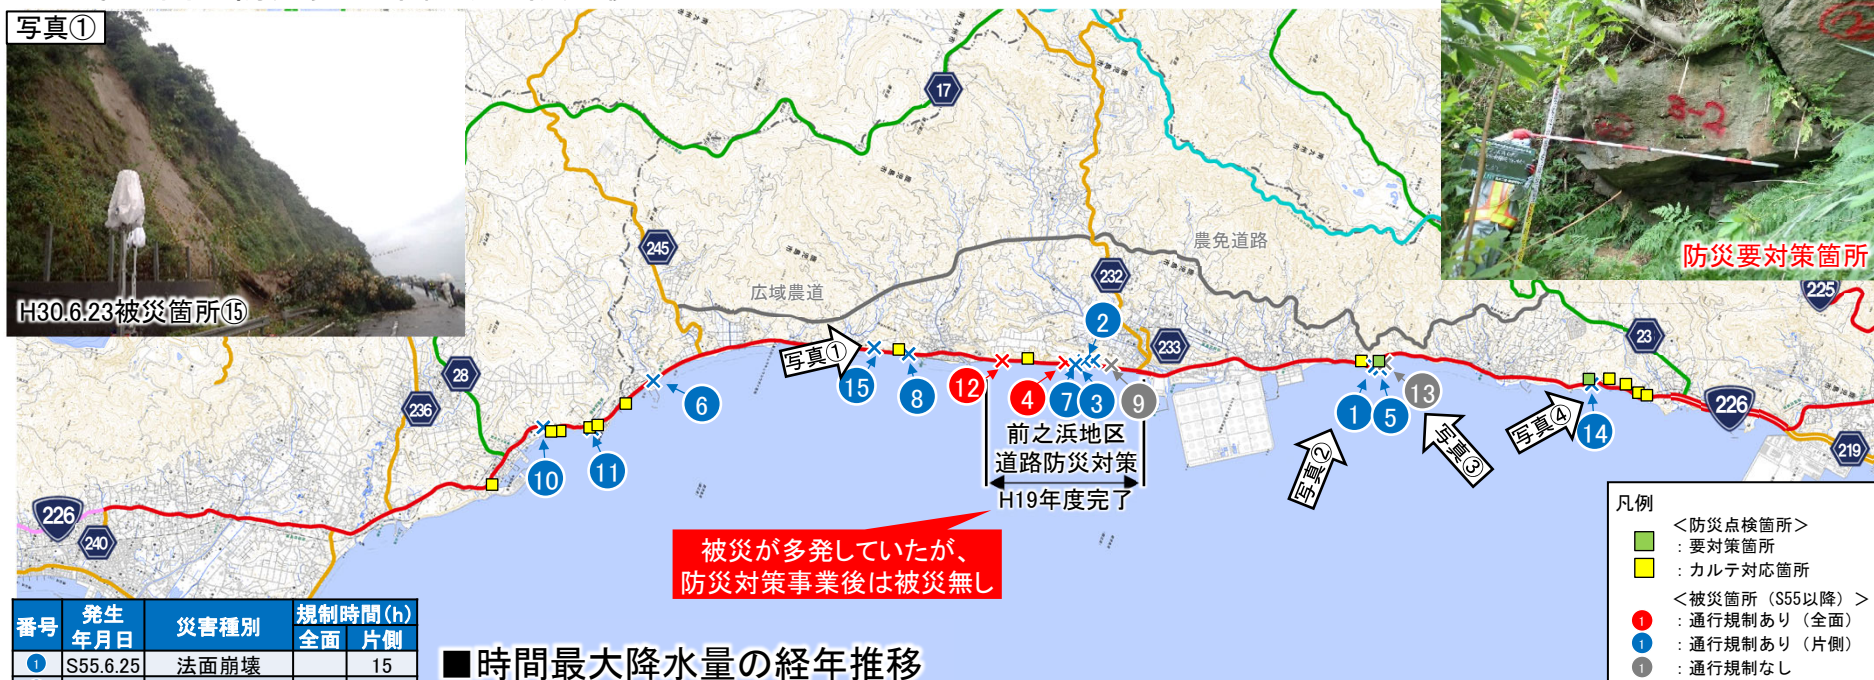 写真①
H30.6.23被災箇所⑮
防災要対策箇所
17
245
232
233
225
23
28
236
226
240
226
219
広域農道
農免道路
写真①
写真②
写真③
写真④
2
15
8
12
4
7
3
9
6
10
11
1
5
13
14
3-2
前之浜地区
道路防災対策
H19年度完了
被災が多発していたが、
防災対策事業後は被災無し
凡例
<防災点検箇所>
:要対策箇所
:カルテ対応箇所
<被災箇所(S55以降)>
1:通行規制あり(全面)
1:通行規制あり(片側)
1:通行規制なし
番号 発生年月日 災害種別 規制時間(h)
全面 片側
1 S55.6.25 法面崩壊 15
■時間最大降水量の経年推移